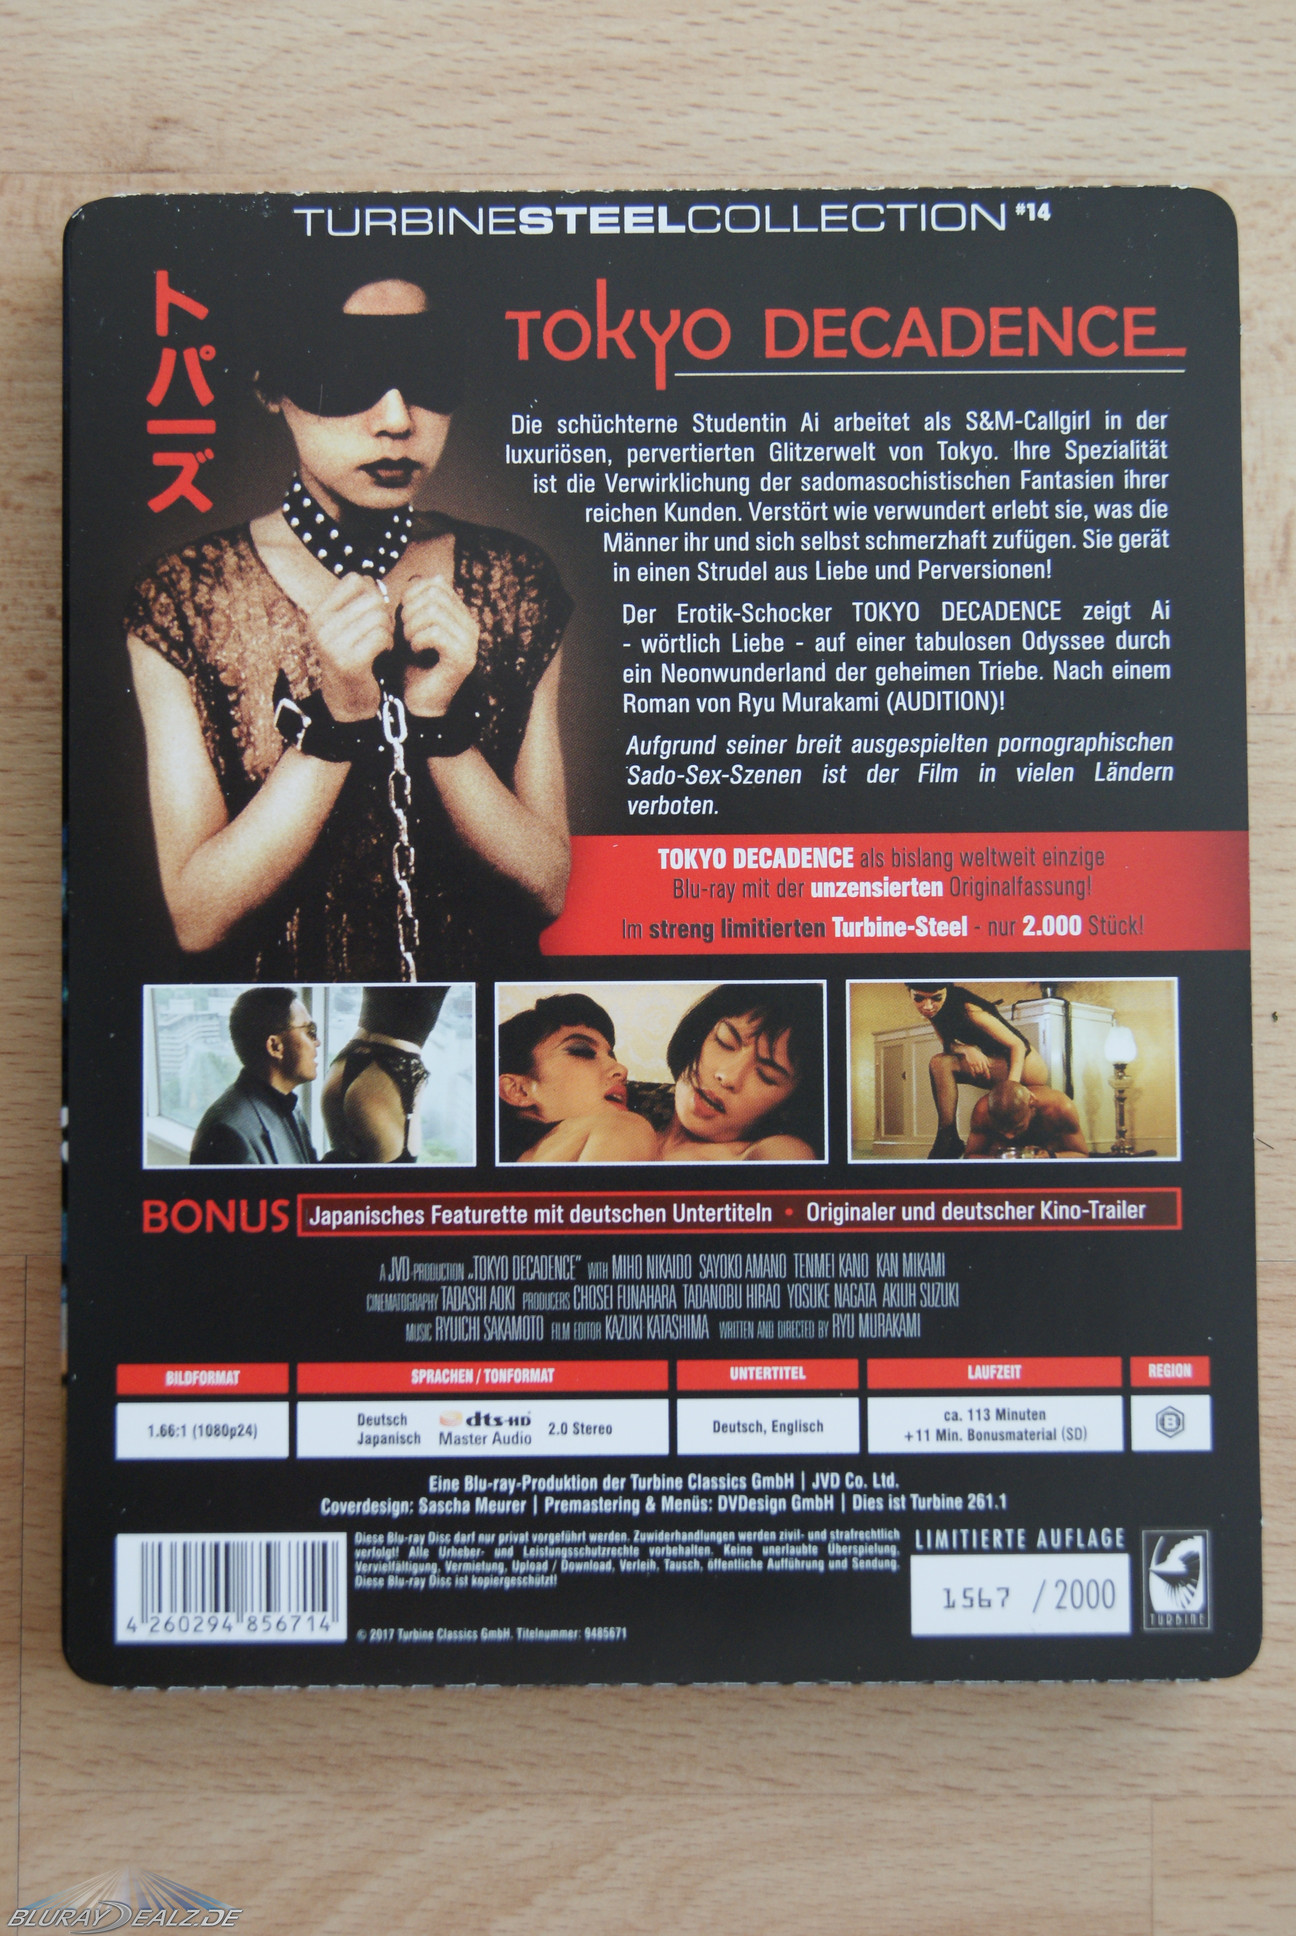 TURBINESTEELCOLLECTION #14
トパーズ
TOKYO DECADENCE
Die schüchterne Studentin Ai arbeitet als S&M-Callgirl in der
luxuriösen, pervertierten Glitzerwelt von Tokyo. Ihre Spezialität
ist die Verwirklichung der sadomasochistischen Fantasien ihrer
reichen Kunden. Verstört wie verwundert erlebt sie, was die
Männer ihr und sich selbst schmerzhaft zufügen. Sie gerät
in einen Strudel aus Liebe und Perversionen!
Der Erotik-Schocker TOKYO DECADENCE zeigt Ai
- wörtlich Liebe - auf einer tabulosen Odyssee durch
ein Neonwunderland der geheimen Triebe. Nach einem
Roman von Ryu Murakami (AUDITION)!
Aufgrund seiner breit ausgespielten pornographischen
Sado-Sex-Szenen ist der Film in vielen Ländern
verboten.
TOKYO DECADENCE als bislang weltweit einzige
Blu-ray mit der unzensierten Originalfassung!
Im streng limitierten Turbine-Steel - nur 2.000 Stück!
BONUS Japanisches Featurette mit deutschen Untertiteln • Originaler und deutscher Kino-Trailer
A JVD-PRODUCTION „TOKYO DECADENCE" WITH MIHO NIKAIDO SAYOKO AMANO TENMEI KANO KAN MIKAMI
CINEMATOGRAPHY TADASHI AOKI PRODUCERS CHOSEI FUNAHARA TADANOBU HIRAO YOSUKE NAGATA AKIUH SUZUKI
MUSIC RYUICHI SAKAMOTO FILM EDITOR KAZUKI KATASHIMA WRITTEN AND DIRECTED BY RYU MURAKAMI
BILDFORMAT SPRACHEN / TONFORMAT UNTERTITEL LAUFZEIT REGION
1.66:1 (1080p24)
Deutsch
Japanisch
dts-HD
Master Audio
2.0 Stereo
Deutsch, Englisch
ca. 113 Minuten
+11 Min. Bonusmaterial (SD)
B
Eine Blu-ray-Produktion der Turbine Classics GmbH | JVD Co. Ltd.
Coverdesign: Sascha Meurer | Premastering & Menüs: DVDesign GmbH | Dies ist Turbine 261.1
Diese Blu-ray Disc darf nur privat vorgeführt werden. Zuwiderhandlungen werden zivil- und strafrechtlich
verfolgt! Alle Urheber- und Leistungsschutzrechte vorbehalten. Keine unerlaubte Überspielung,
Vervielfältigung, Vermietung, Upload / Download, Verleih, Tausch, öffentliche Aufführung und Sendung.
Diese Blu-ray Disc ist kopiergeschützt!
© 2017 Turbine Classics GmbH. Titelnummer: 9485671
4 260294 856714
LIMITIERTE AUFLAGE
1567 / 2000
TURBINE
BLURAYDEALZ.DE